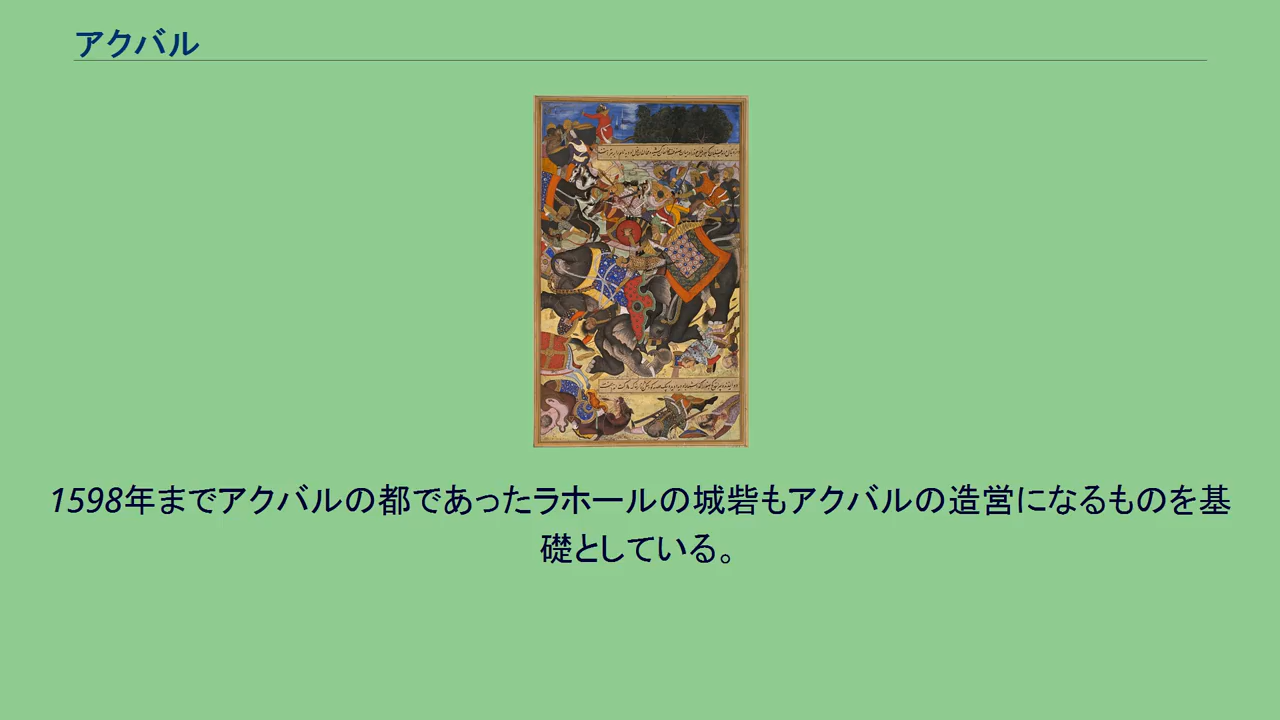 アクバル
1598年までアクバルの都であったラホールの城砦もアクバルの造営になるものを基
礎としている。